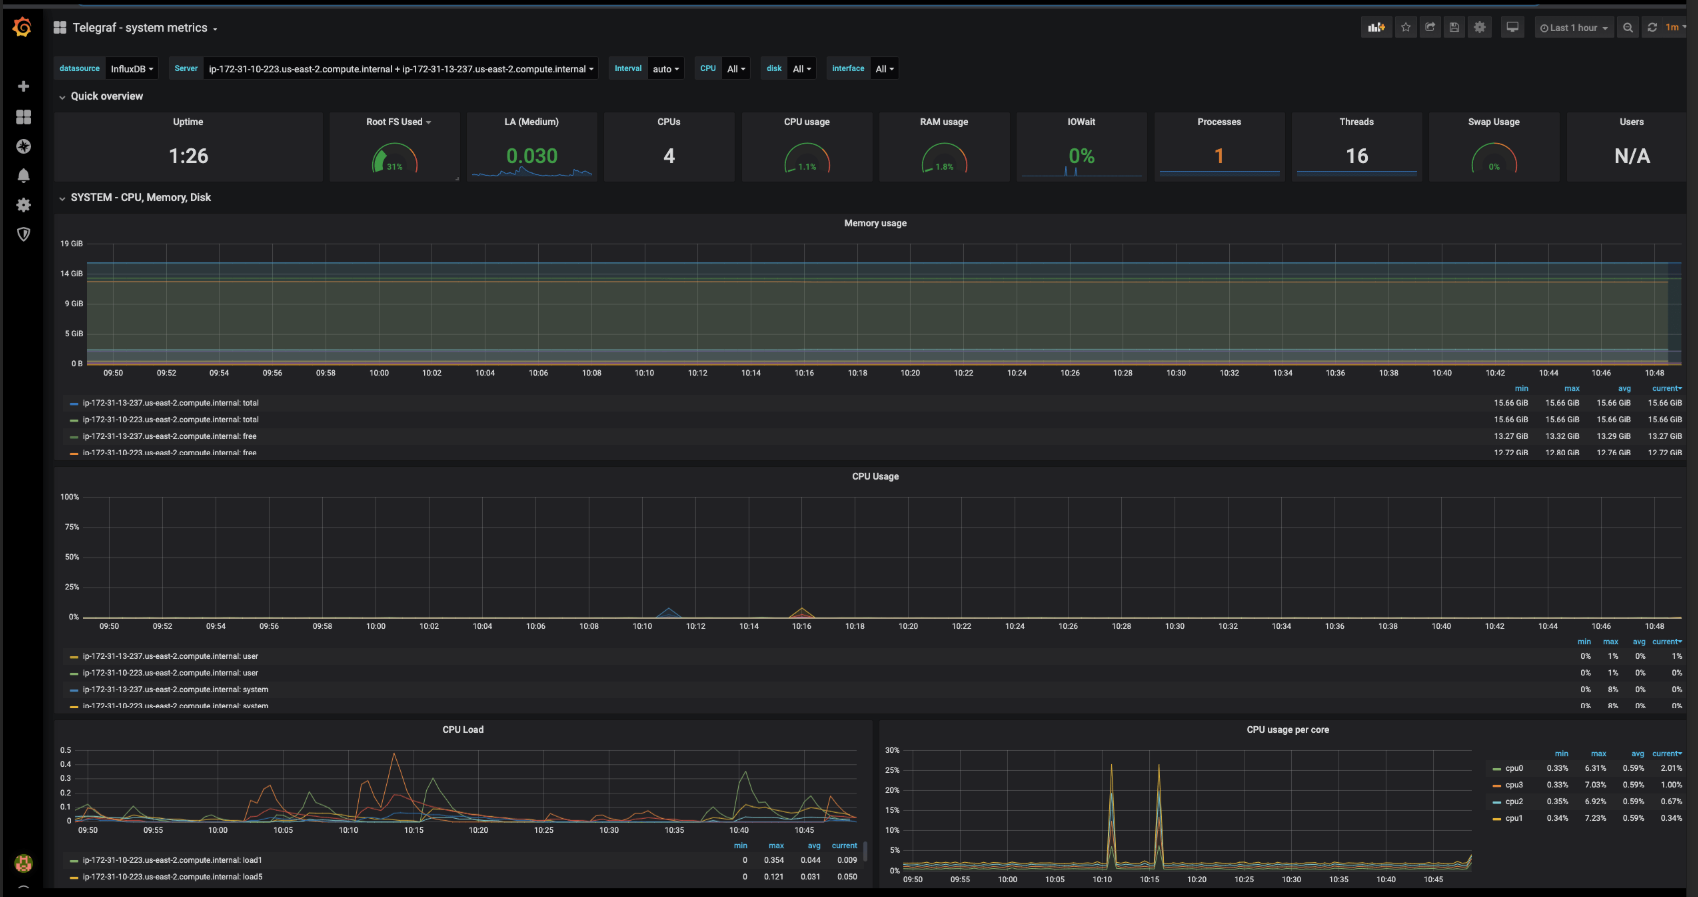 Telegraf - system metrics
Last 1 hour
1m
datasource InfluxDB Server ip-172-31-10-223.us-east-2.compute.internal + ip-172-31-13-237.us-east-2.compute.internal Interval auto CPU All disk All interface All
Quick overview
Uptime Root FS Used LA (Medium) CPUs CPU usage RAM usage IOWait Processes Threads Swap Usage Users
1:26 31% 0.030 4 1.1% 1.8% 0% 1 16 0% N/A
SYSTEM - CPU, Memory, Disk
Memory usage
19 GiB
14 GiB
9 GiB
5 GiB
0 B
09:50 09:52 09:54 09:56 09:58 10:00 10:02 10:04 10:06 10:08 10:10 10:12 10:14 10:16 10:18 10:20 10:22 10:24 10:26 10:28 10:30 10:32 10:34 10:36 10:38 10:40 10:42 10:44 10:46 10:48
min max avg current
ip-172-31-13-237.us-east-2.compute.internal: total 15.66 GiB 15.66 GiB 15.66 GiB 15.66 GiB
ip-172-31-10-223.us-east-2.compute.internal: total 15.66 GiB 15.66 GiB 15.66 GiB 15.66 GiB
ip-172-31-13-237.us-east-2.compute.internal: free 13.27 GiB 13.32 GiB 13.29 GiB 13.27 GiB
ip-172-31-10-223.us-east-2.compute.internal: free 12.72 GiB 12.80 GiB 12.76 GiB 12.72 GiB
CPU Usage
100%
75%
50%
25%
0%
09:50 09:52 09:54 09:56 09:58 10:00 10:02 10:04 10:06 10:08 10:10 10:12 10:14 10:16 10:18 10:20 10:22 10:24 10:26 10:28 10:30 10:32 10:34 10:36 10:38 10:40 10:42 10:44 10:46 10:48
min max avg current
ip-172-31-13-237.us-east-2.compute.internal: user 0% 1% 0% 1%
ip-172-31-10-223.us-east-2.compute.internal: user 0% 1% 0% 0%
ip-172-31-13-237.us-east-2.compute.internal: system 0% 8% 0% 0%
ip-172-31-10-223.us-east-2.compute.internal: system 0% 8% 0% 0%
CPU Load
0.5
0.4
0.3
0.2
0.1
0
09:50 09:55 10:00 10:05 10:10 10:15 10:20 10:25 10:30 10:35 10:40 10:45
min max avg current
ip-172-31-10-223.us-east-2.compute.internal: load1 0 0.354 0.044 0.009
ip-172-31-10-223.us-east-2.compute.internal: load5 0 0.121 0.031 0.050
CPU usage per core
30%
25%
20%
15%
10%
5%
0%
09:50 09:55 10:00 10:05 10:10 10:15 10:20 10:25 10:30 10:35 10:40 10:45
min max avg current
cpu0 0.33% 6.31% 0.59% 2.01%
cpu3 0.33% 7.03% 0.59% 1.00%
cpu2 0.35% 6.92% 0.59% 0.67%
cpu1 0.34% 7.23% 0.59% 0.34%